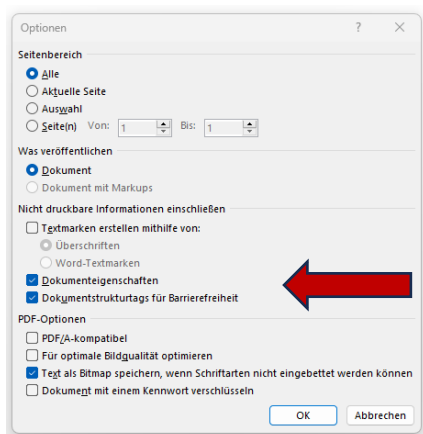 Optionen
Seitenbereich
Alle
Aktuelle Seite
Auswahl
Seite(n) Von: 1 Bis: 1
Was veröffentlichen
Dokument
Dokument mit Markups
Nicht druckbare Informationen einschließen
Textmarken erstellen mithilfe von:
Überschriften
Word-Textmarken
Dokumenteigenschaften
Dokumentstrukturtags für Barrierefreiheit
PDF-Optionen
PDF/A-kompatibel
Für optimale Bildqualität optimieren
Text als Bitmap speichern, wenn Schriftarten nicht eingebettet werden können
Dokument mit einem Kennwort verschlüsseln
OK Abbrechen